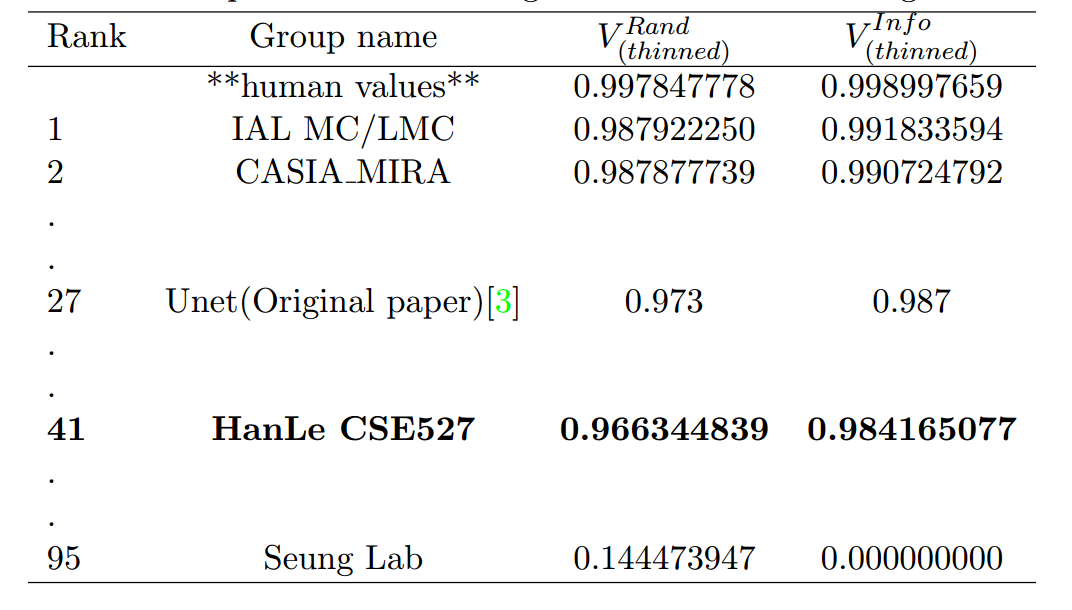 Rank Group name V^{Rand}_{(thinned)} V^{Info}_{(thinned)}
**human values** 0.997847778 0.998997659
1 IAL MC/LMC 0.987922250 0.991833594
2 CASIA_MIRA 0.987877739 0.990724792
.
.
27 Unet(Original paper)[3] 0.973 0.987
.
.
41 HanLe CSE527 0.966344839 0.984165077
.
.
95 Seung Lab 0.144473947 0.000000000